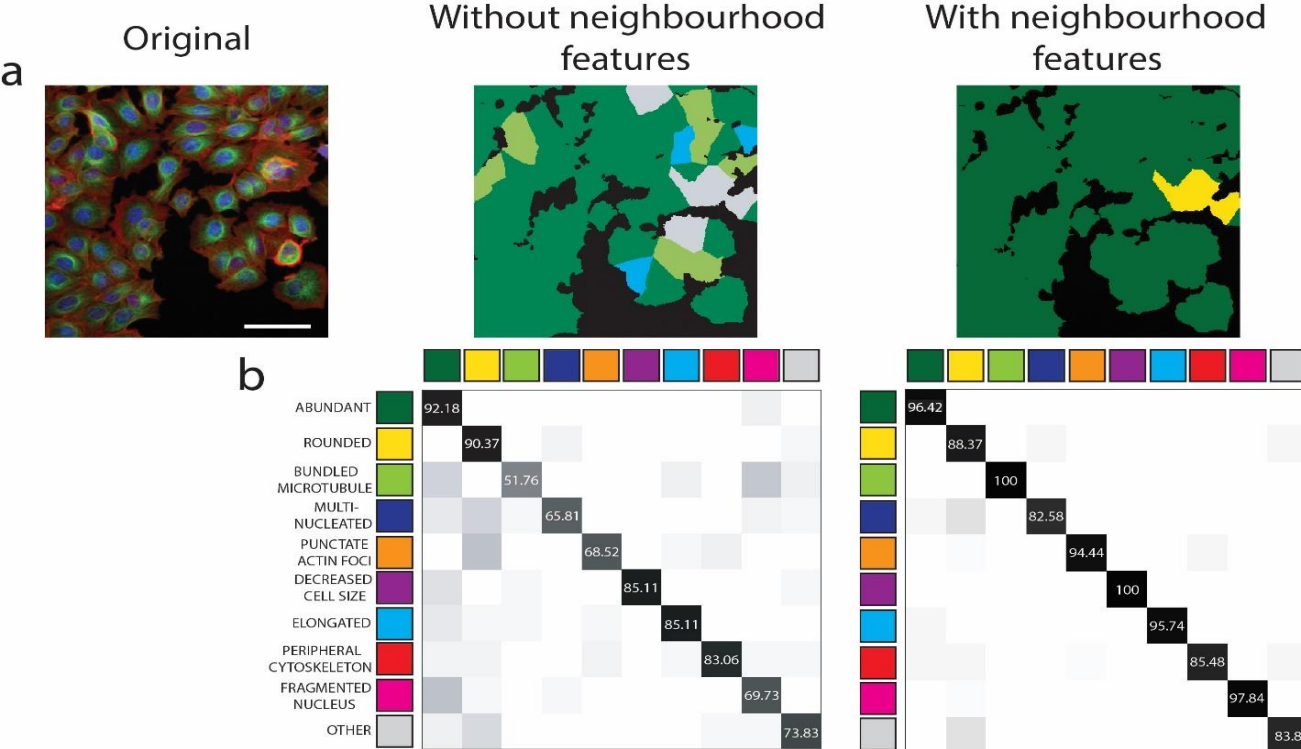 Original
Without neighbourhood
features
With neighbourhood
features
a
b
ABUNDANT
92.18
96.42
ROUNDED
90.37
88.37
BUNDLED
MICROTUBULE
51.76
100
MULTI-
NUCLEATED
65.81
82.58
PUNCTATE
ACTIN FOCI
68.52
94.44
DECREASED
CELL SIZE
85.11
100
ELONGATED
85.11
95.74
PERIPHERAL
CYTOSKELETON
83.06
85.48
FRAGMENTED
NUCLEUS
69.73
97.84
OTHER
73.83
83.8